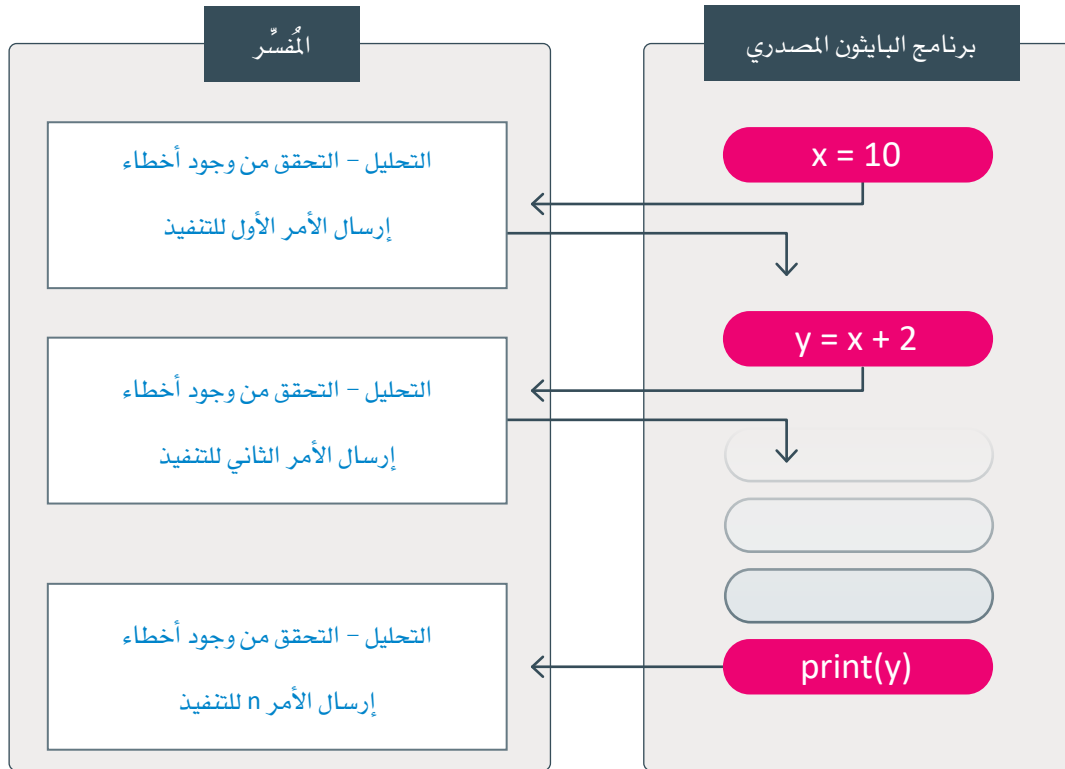 برنامج البايثون المصدري
x = 10
y = x + 2
print(y)
المُفسِّر
التحليل – التحقق من وجود أخطاء
إرسال الأمر الأول للتنفيذ
التحليل – التحقق من وجود أخطاء
إرسال الأمر الثاني للتنفيذ
التحليل – التحقق من وجود أخطاء
إرسال الأمر n للتنفيذ